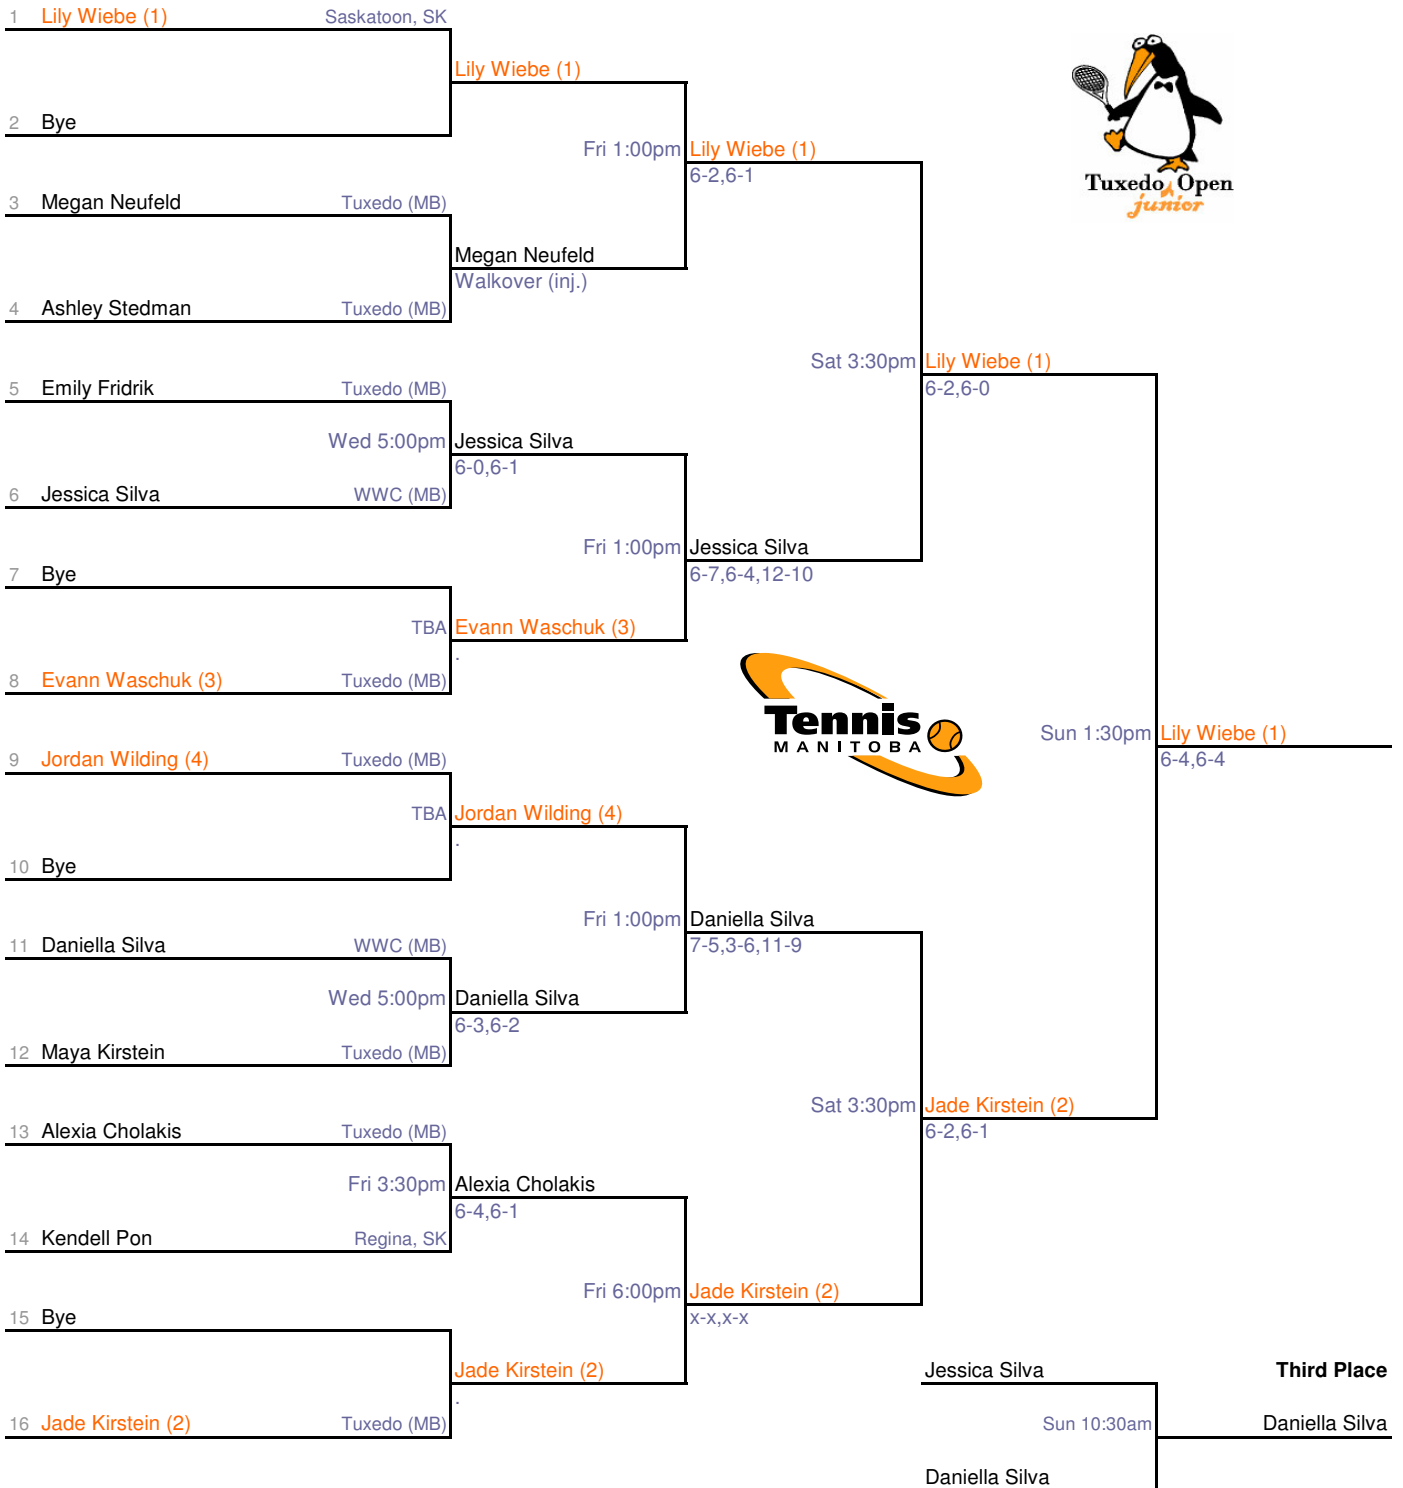 1 Lily Wiebe (1) Saskatoon, SK
Lily Wiebe (1)
2 Bye
Fri 1:00pm Lily Wiebe (1)
6-2,6-1
Tuxedo Open
junior
3 Megan Neufeld Tuxedo (MB)
Megan Neufeld
Walkover (inj.)
4 Ashley Stedman Tuxedo (MB)
Sat 3:30pm Lily Wiebe (1)
6-2,6-0
5 Emily Fridrik Tuxedo (MB)
Wed 5:00pm Jessica Silva
6-0,6-1
6 Jessica Silva WWC (MB)
Fri 1:00pm Jessica Silva
6-7,6-4,12-10
7 Bye
TBA Evann Waschuk (3)
.
8 Evann Waschuk (3) Tuxedo (MB)
Tennis
MANITOBA
Sun 1:30pm Lily Wiebe (1)
6-4,6-4
9 Jordan Wilding (4) Tuxedo (MB)
TBA Jordan Wilding (4)
.
10 Bye
Fri 1:00pm Daniella Silva
7-5,3-6,11-9
11 Daniella Silva WWC (MB)
Wed 5:00pm Daniella Silva
6-3,6-2
12 Maya Kirstein Tuxedo (MB)
Sat 3:30pm Jade Kirstein (2)
6-2,6-1
13 Alexia Cholakis Tuxedo (MB)
Fri 3:30pm Alexia Cholakis
6-4,6-1
14 Kendell Pon Regina, SK
Fri 6:00pm Jade Kirstein (2)
x-x,x-x
15 Bye
Jade Kirstein (2)
.
16 Jade Kirstein (2) Tuxedo (MB)
Jessica Silva Third Place
Sun 10:30am Daniella Silva
Daniella Silva